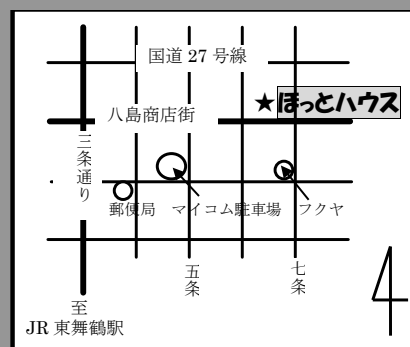 国道 27 号線
★ほっとハウス
八島商店街
三条通り
郵便局
マイコム駐車場
フクヤ
五条
七条
至
JR 東舞鶴駅